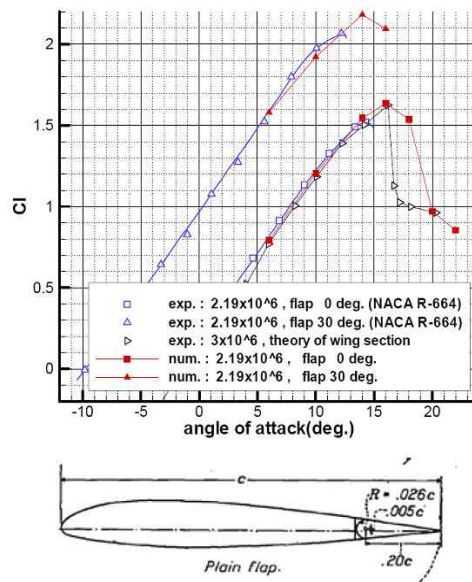 2
1.5
Cl
1
0.5
0
exp. : 2.19x10^6 , flap 0 deg. (NACA R-664)
exp. : 2.19x10^6 , flap 30 deg. (NACA R-664)
exp. : 3x10^6 , theory of wing section
num. : 2.19x10^6 , flap 0 deg.
num. : 2.19x10^6 , flap 30 deg.
-10 -5 0 5 10 15 20
angle of attack(deg.)
c
R = .026c
.005c
.20c
Plain flap.